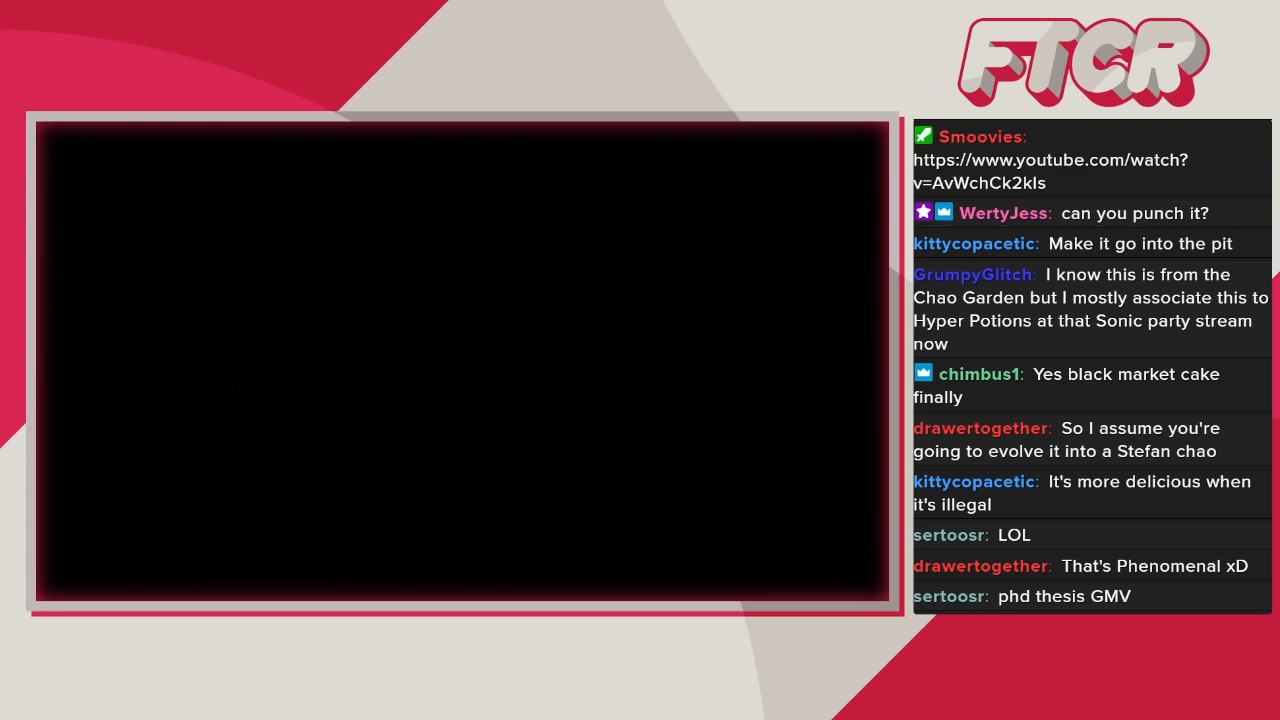 FTCR
Smoovies:
https://www.youtube.com/watch?
v=AvWchCk2kIs
WertyJess: can you punch it?
kittycopacetic: Make it go into the pit
GrumpyGlitch: I know this is from the
Chao Garden but I mostly associate this to
Hyper Potions at that Sonic party stream
now
chimbus1: Yes black market cake
finally
drawertogether: So I assume you're
going to evolve it into a Stefan chao
kittycopacetic: It's more delicious when
it's illegal
sertoosr: LOL
drawertogether: That's Phenomenal xD
sertoosr: phd thesis GMV